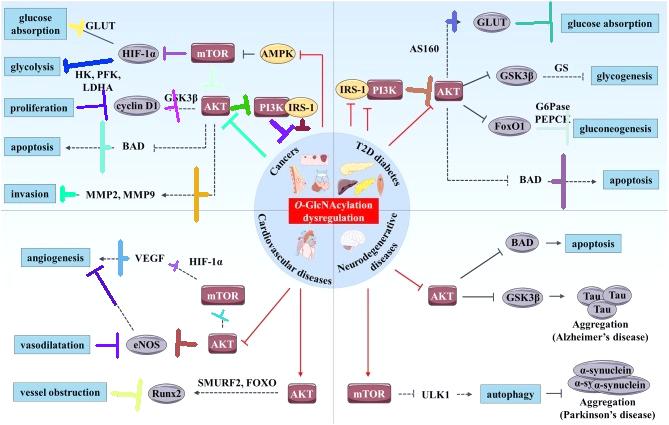 glucose
absorption
GLUT
HIF-1α
mTOR
AMPK
glycolysis
HK, PFK,
LDHA
proliferation
cyclin D1
GSK3β
AKT
PI3K
IRS-1
apoptosis
BAD
invasion
MMP2, MMP9
Cancers
GLUT
glucose absorption
AS160
IRS-1
PI3K
AKT
GSK3β
GS
glycogenesis
FoxO1
G6Pase
gluconeogenesis
BAD
apoptosis
T2D diabetes
O-GlcNAcylation
dysregulation
Cardiovascular diseases
Neurodegenerative
diseases
angiogenesis
VEGF
HIF-1α
mTOR
vasodilatation
eNOS
AKT
vessel obstruction
Runx2
SMURF2, FOXO
AKT
BAD
apoptosis
AKT
GSK3β
Tau
Tau
Tau
Aggregation
(Alzheimer's disease)
mTOR
ULK1
autophagy
α-synuclein
α-synuclein
Aggregation
(Parkinson's disease)